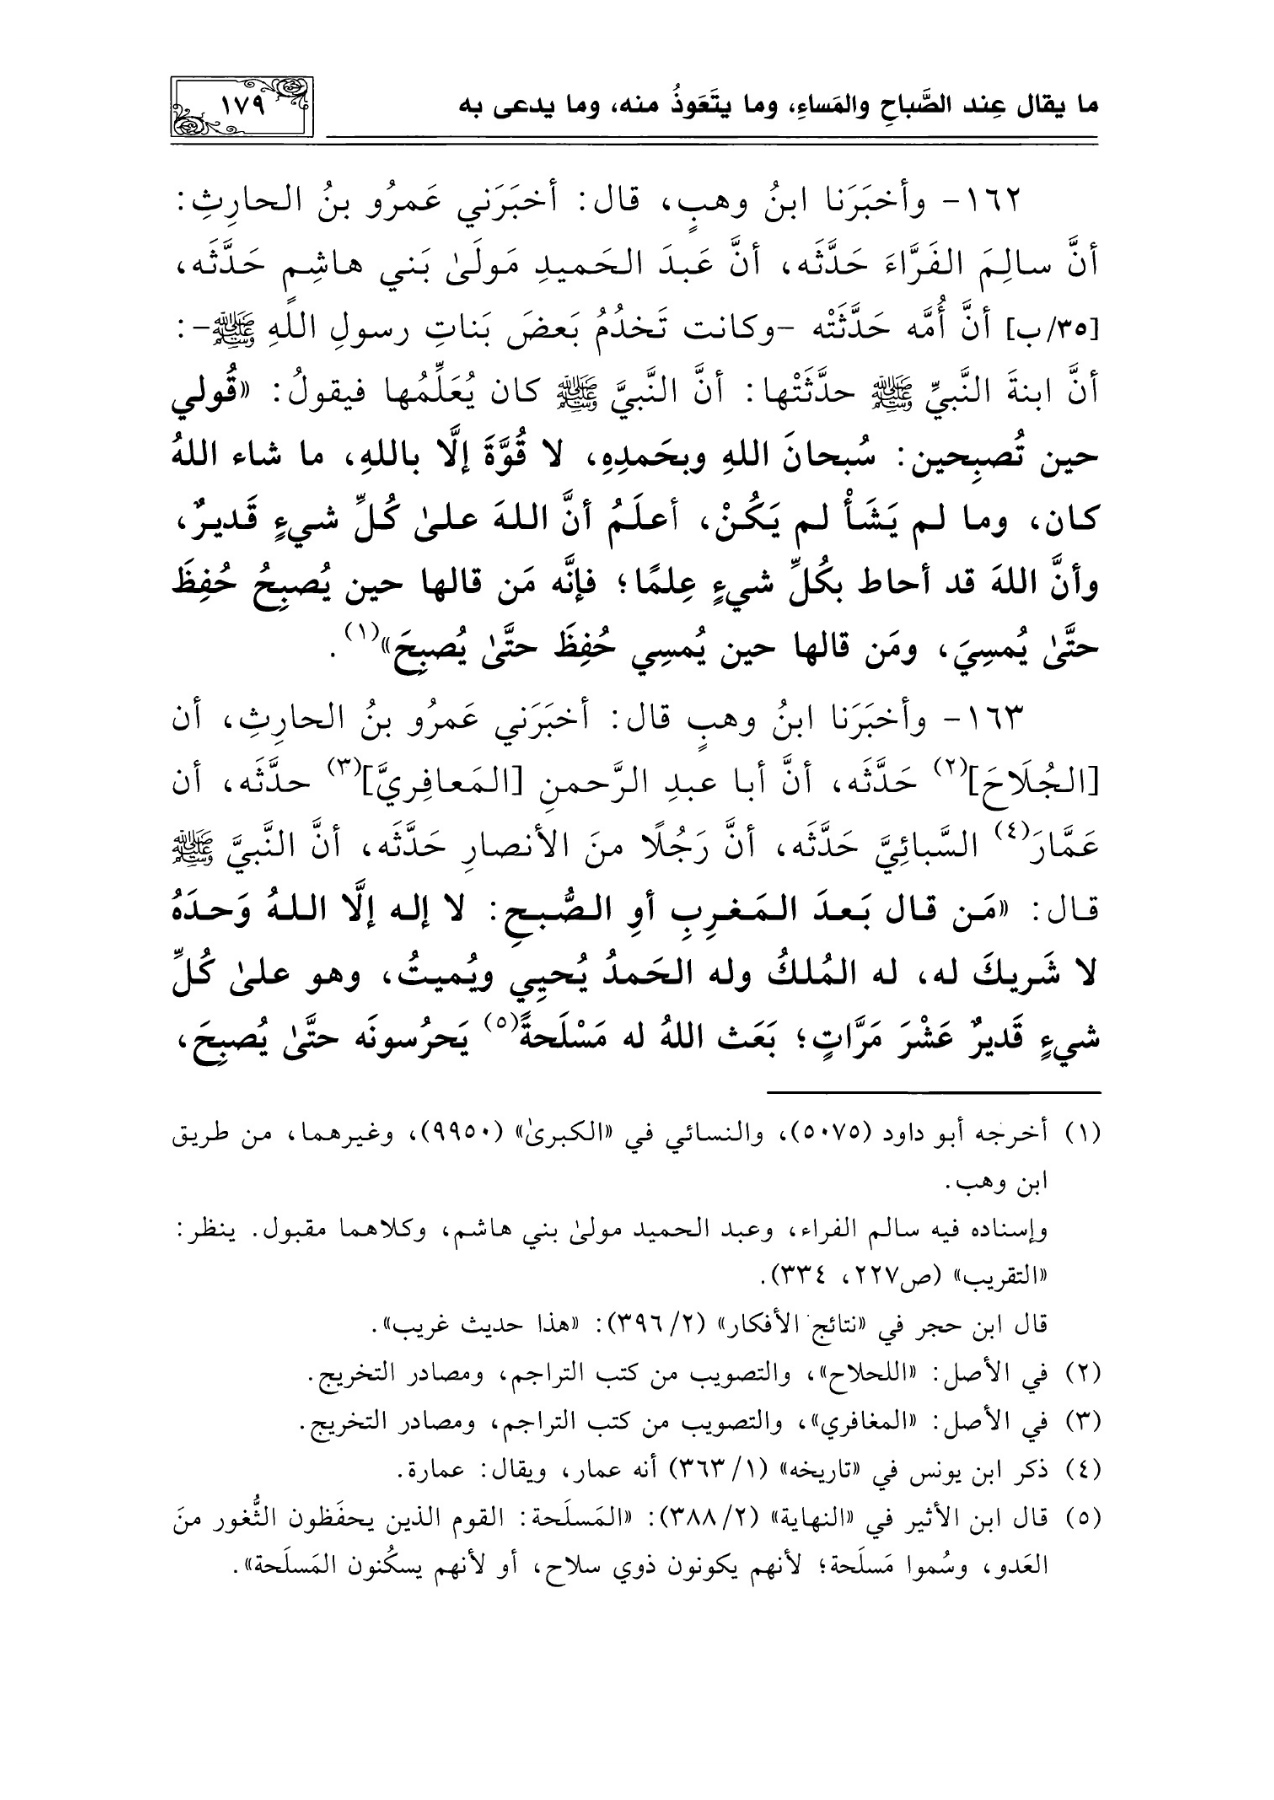 ما يقال عِند الصَّباحِ والمَساءِ، وما يتَعَوذُ منه، وما يدعى به
١٧٩
١٦٢- وأخبَرَنا ابنُ وهبٍ، قال: أخبَرَني عَمرُو بنُ الحارِثِ:
أنَّ سالِمَ الفَرَّاءَ حَدَّثَه، أنَّ عَبدَ الحَميدِ مَولَىٰ بَني هاشِمٍ حَدَّثَه،
[٣٥/ب] أنَّ أُمَّه حَدَّثَتْه -وكانت تَخدُمُ بَعضَ بَناتِ رسولِ اللَّهِ ﷺ-:
أنَّ ابنةَ النَّبيِّ ﷺ حدَّثَتْها: أنَّ النَّبيَّ ﷺ كان يُعَلِّمُها فيقولُ: «قُولي
حين تُصبِحين: سُبحانَ اللهِ وبحَمدِهِ، لا قُوَّةَ إلَّا باللهِ، ما شاء اللهُ
كان، وما لم يَشَأْ لم يَكُنْ، أعلَمُ أنَّ اللهَ علىٰ كُلِّ شيءٍ قَديرٌ،
وأنَّ اللهَ قد أحاط بكُلِّ شيءٍ عِلمًا؛ فإنَّه مَن قالها حين يُصبِحُ حُفِظَ
حتَّىٰ يُمسِيَ، ومَن قالها حين يُمسِي حُفِظَ حتَّىٰ يُصبِحَ»(١).
١٦٣- وأخبَرَنا ابنُ وهبٍ قال: أخبَرَني عَمرُو بنُ الحارِثِ، أن
[الجُلَاحَ](٢) حَدَّثَه، أنَّ أبا عبدِ الرَّحمنِ [المَعافِريَّ](٣) حدَّثَه، أن
عَمَّارَ(٤) السَّبائِيَّ حَدَّثَه، أنَّ رَجُلًا منَ الأنصارِ حَدَّثَه، أنَّ النَّبيَّ ﷺ
قال: «مَن قال بَعدَ المَغرِبِ أوِ الصُّبحِ: لا إله إلَّا اللهُ وَحدَهُ
لا شَريكَ له، له المُلكُ وله الحَمدُ يُحيِي ويُميتُ، وهو علىٰ كُلِّ
شيءٍ قَديرٌ عَشْرَ مَرَّاتٍ؛ بَعَث اللهُ له مَسْلَحةً(٥) يَحرُسونَه حتَّىٰ يُصبِحَ،
(١) أخرجه أبو داود (٥٠٧٥)، والنسائي في «الكبرىٰ» (٩٩٥٠)، وغيرهما، من طريق
ابن وهب.
وإسناده فيه سالم الفراء، وعبد الحميد مولىٰ بني هاشم، وكلاهما مقبول. ينظر:
«التقريب» (ص٢٢٧، ٣٣٤).
قال ابن حجر في «نتائج الأفكار» (٣٩٦/٢): «هذا حديث غريب».
(٢) في الأصل: «اللحلاح»، والتصويب من كتب التراجم، ومصادر التخريج.
(٣) في الأصل: «المغافري»، والتصويب من كتب التراجم، ومصادر التخريج.
(٤) ذكر ابن يونس في «تاريخه» (٣٦٣/١) أنه عمار، ويقال: عمارة.
(٥) قال ابن الأثير في «النهاية» (٣٨٨/٢): «المَسلَحة: القوم الذين يحفَظون الثُّغور منَ
العَدو، وسُموا مَسلَحة؛ لأنهم يكونون ذوي سلاح، أو لأنهم يسكُنون المَسلَحة».